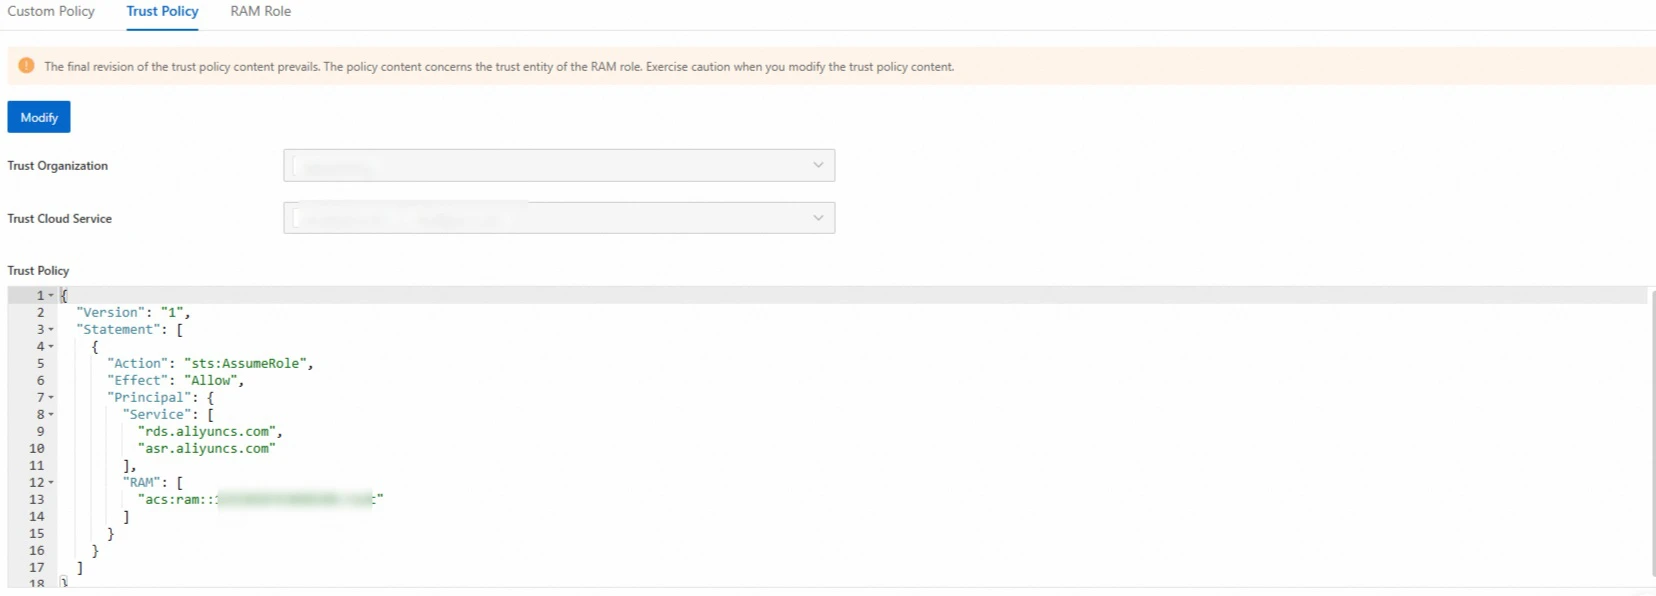 Custom Policy Trust Policy RAM Role
The final revision of the trust policy content prevails. The policy content concerns the trust entity of the RAM role. Exercise caution when you modify the trust policy content.
Modify
Trust Organization
Trust Cloud Service
Trust Policy
1 {
2 "Version": "1",
3 "Statement": [
4 {
5 "Action": "sts:AssumeRole",
6 "Effect": "Allow",
7 "Principal": {
8 "Service": [
9 "rds.aliyuncs.com",
10 "asr.aliyuncs.com"
11 ],
12 "RAM": [
13 "acs:ram::
14 ]
15 }
16 }
17 ]
18 }